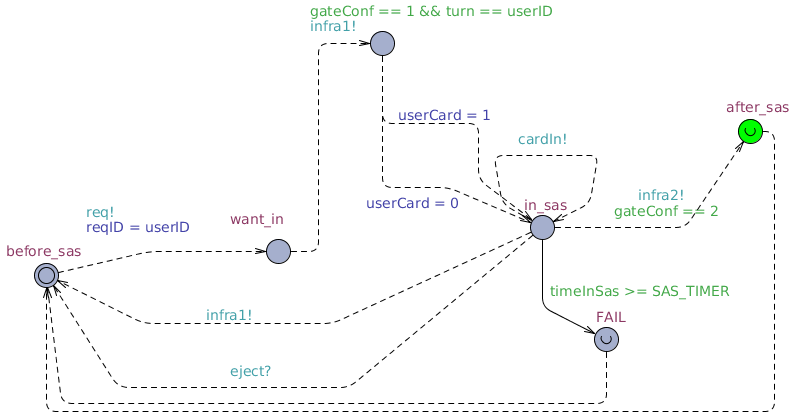 gateConf == 1 && turn == userID
infra1!
after_sas
userCard = 1
cardIn!
infra2!
userCard = 0
in_sas
gateConf == 2
req!
want_in
reqID = userID
before_sas
timeInSas >= SAS_TIMER
infra1!
FAIL
eject?